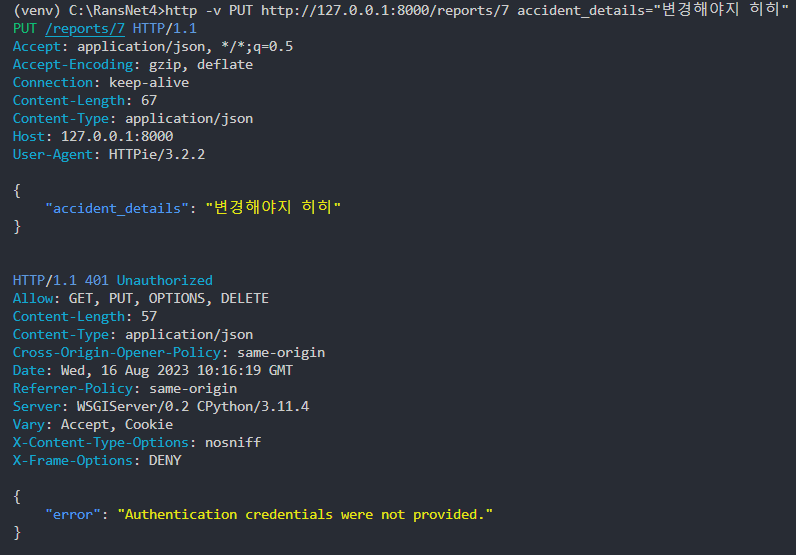 (venv) C:\RansNet4>http -v PUT http://127.0.0.1:8000/reports/7 accident_details="변경해야지 히히"
PUT /reports/7 HTTP/1.1
Accept: application/json, */*;q=0.5
Accept-Encoding: gzip, deflate
Connection: keep-alive
Content-Length: 67
Content-Type: application/json
Host: 127.0.0.1:8000
User-Agent: HTTPie/3.2.2
{
"accident_details": "변경해야지 히히"
}
HTTP/1.1 401 Unauthorized
Allow: GET, PUT, OPTIONS, DELETE
Content-Length: 57
Content-Type: application/json
Cross-Origin-Opener-Policy: same-origin
Date: Wed, 16 Aug 2023 10:16:19 GMT
Referrer-Policy: same-origin
Server: WSGIServer/0.2 CPython/3.11.4
Vary: Accept, Cookie
X-Content-Type-Options: nosniff
X-Frame-Options: DENY
{
"error": "Authentication credentials were not provided."
}